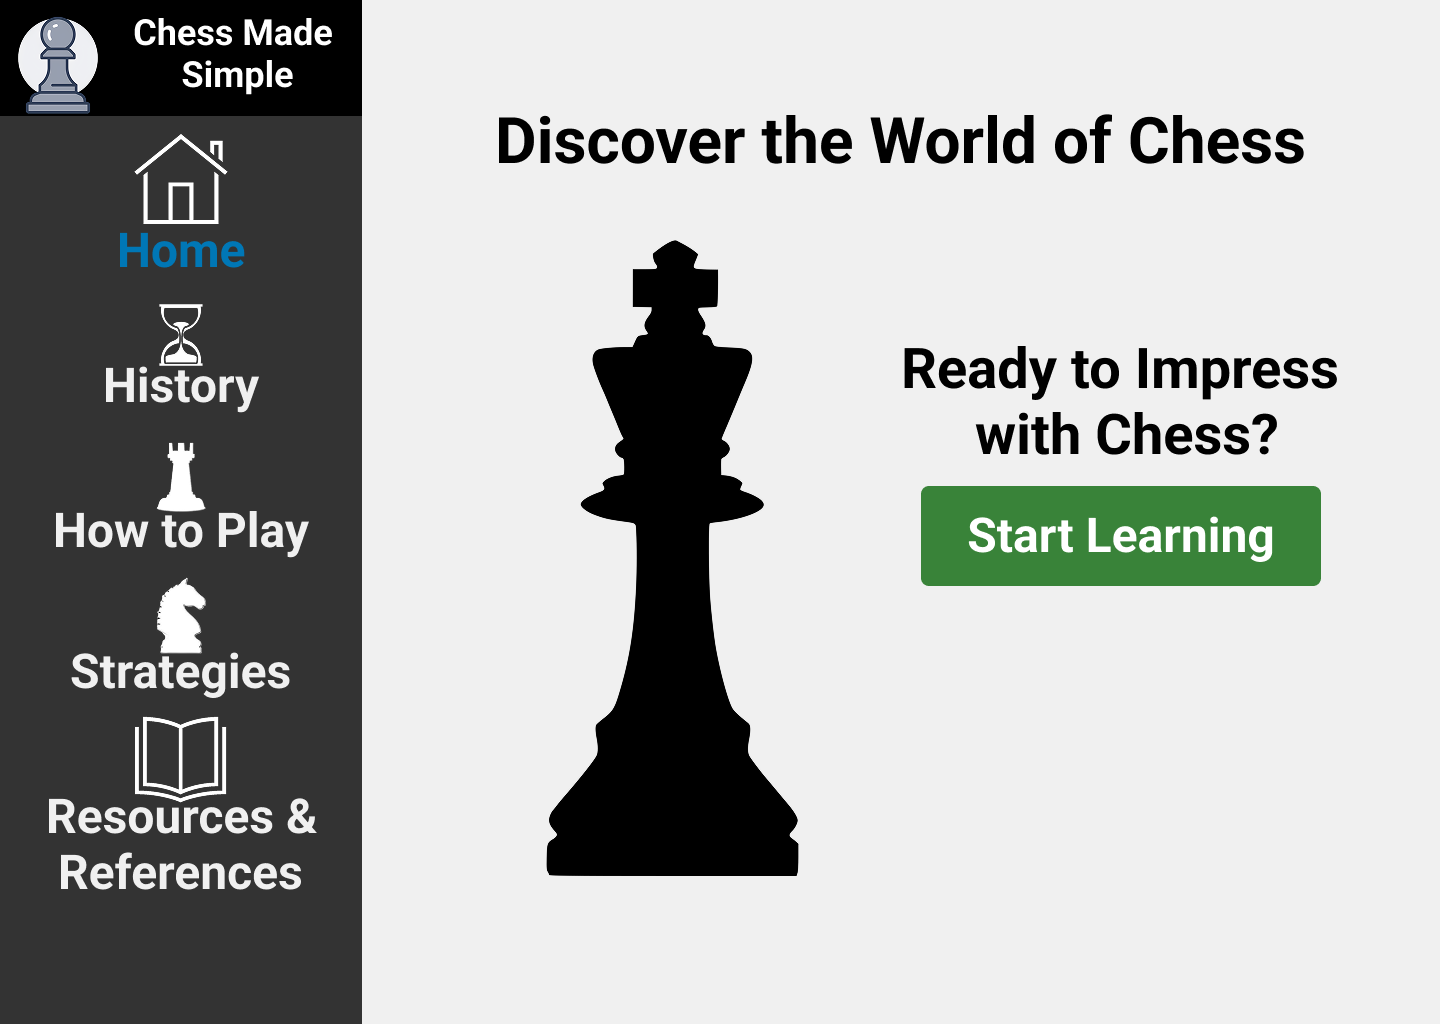 Chess Made
Simple
Home
History
How to Play
Strategies
Resources &
References
Discover the World of Chess
Ready to Impress
with Chess?
Start Learning